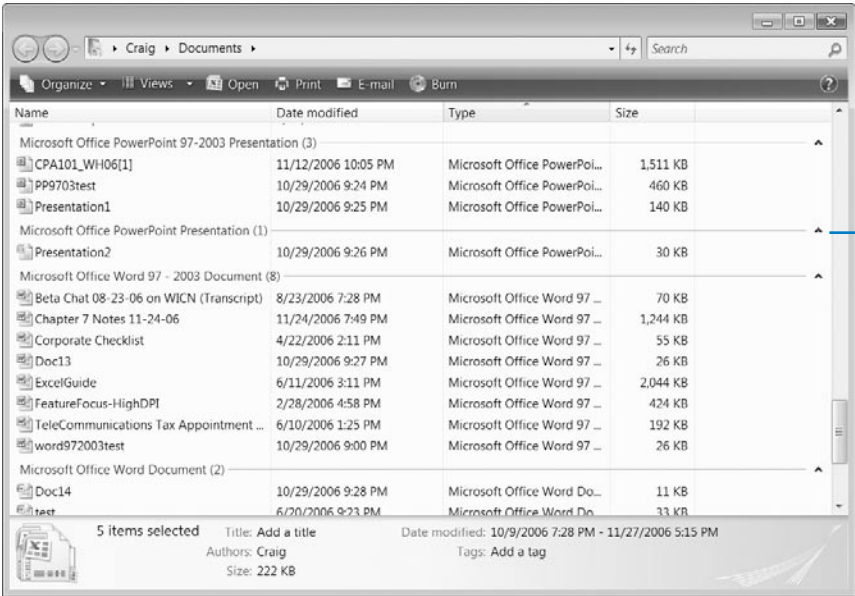 Craig Documents Search
Organize Views Open Print E-mail Burn ?
Name Date modified Type Size
Microsoft Office PowerPoint 97-2003 Presentation (3)
CPA101_WH06[1] 11/12/2006 10:05 PM Microsoft Office PowerPoi... 1,511 KB
PP9703test 10/29/2006 9:24 PM Microsoft Office PowerPoi... 460 KB
Presentation1 10/29/2006 9:25 PM Microsoft Office PowerPoi... 140 KB
Microsoft Office PowerPoint Presentation (1)
Presentation2 10/29/2006 9:26 PM Microsoft Office PowerPoi... 30 KB
Microsoft Office Word 97 - 2003 Document (8)
Beta Chat 08-23-06 on WICN (Transcript) 8/23/2006 7:28 PM Microsoft Office Word 97 ... 70 KB
Chapter 7 Notes 11-24-06 11/24/2006 7:49 PM Microsoft Office Word 97 ... 1,244 KB
Corporate Checklist 4/22/2006 2:11 PM Microsoft Office Word 97 ... 55 KB
Doc13 10/29/2006 9:27 PM Microsoft Office Word 97 ... 26 KB
ExcelGuide 6/11/2006 3:11 PM Microsoft Office Word 97 ... 2,044 KB
FeatureFocus-HighDPI 2/28/2006 4:58 PM Microsoft Office Word 97 ... 424 KB
TeleCommunications Tax Appointment ... 6/10/2006 1:25 PM Microsoft Office Word 97 ... 192 KB
word972003test 10/29/2006 9:00 PM Microsoft Office Word 97 ... 26 KB
Microsoft Office Word Document (2)
Doc14 10/29/2006 9:28 PM Microsoft Office Word Do... 11 KB
test 6/20/2006 9:23 PM Microsoft Office Word Do... 33 KB
5 items selected Title: Add a title Date modified: 10/9/2006 7:28 PM - 11/27/2006 5:15 PM
Authors: Craig Tags: Add a tag
Size: 222 KB